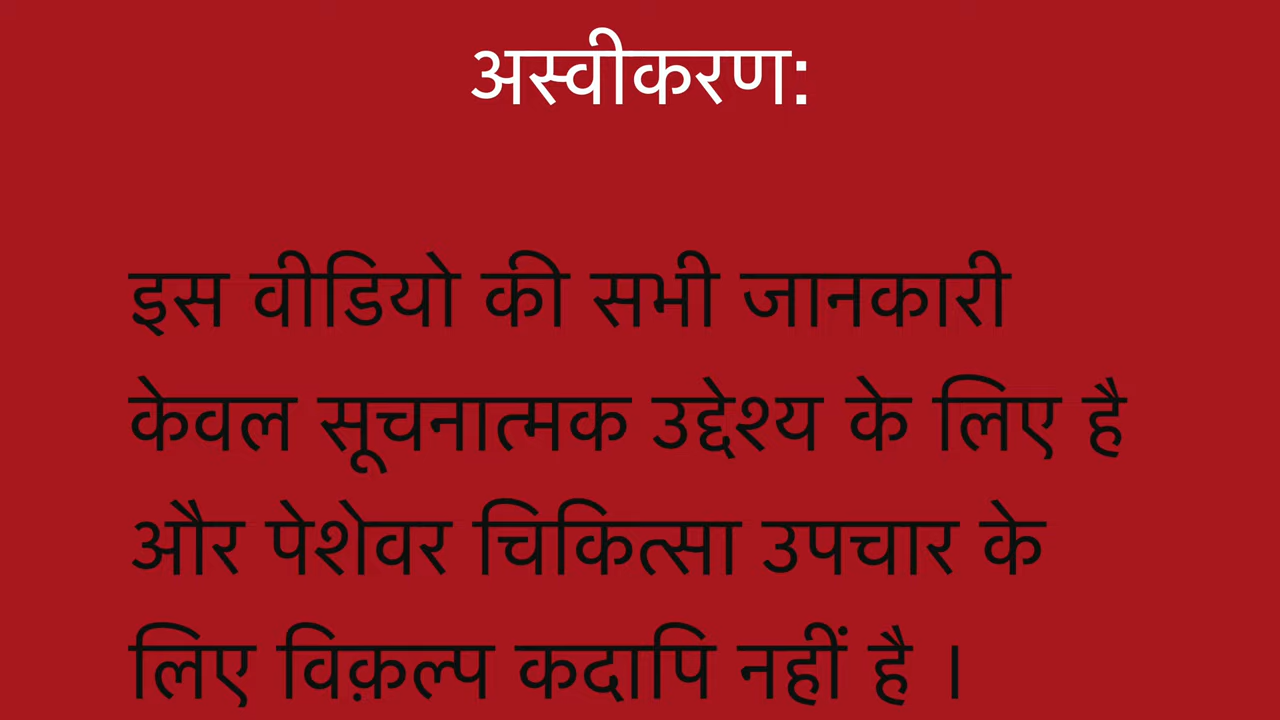 अस्वीकरण:
इस वीडियो की सभी जानकारी
केवल सूचनात्मक उद्देश्य के लिए है
और पेशेवर चिकित्सा उपचार के
लिए विक़ल्प कदापि नहीं है ।